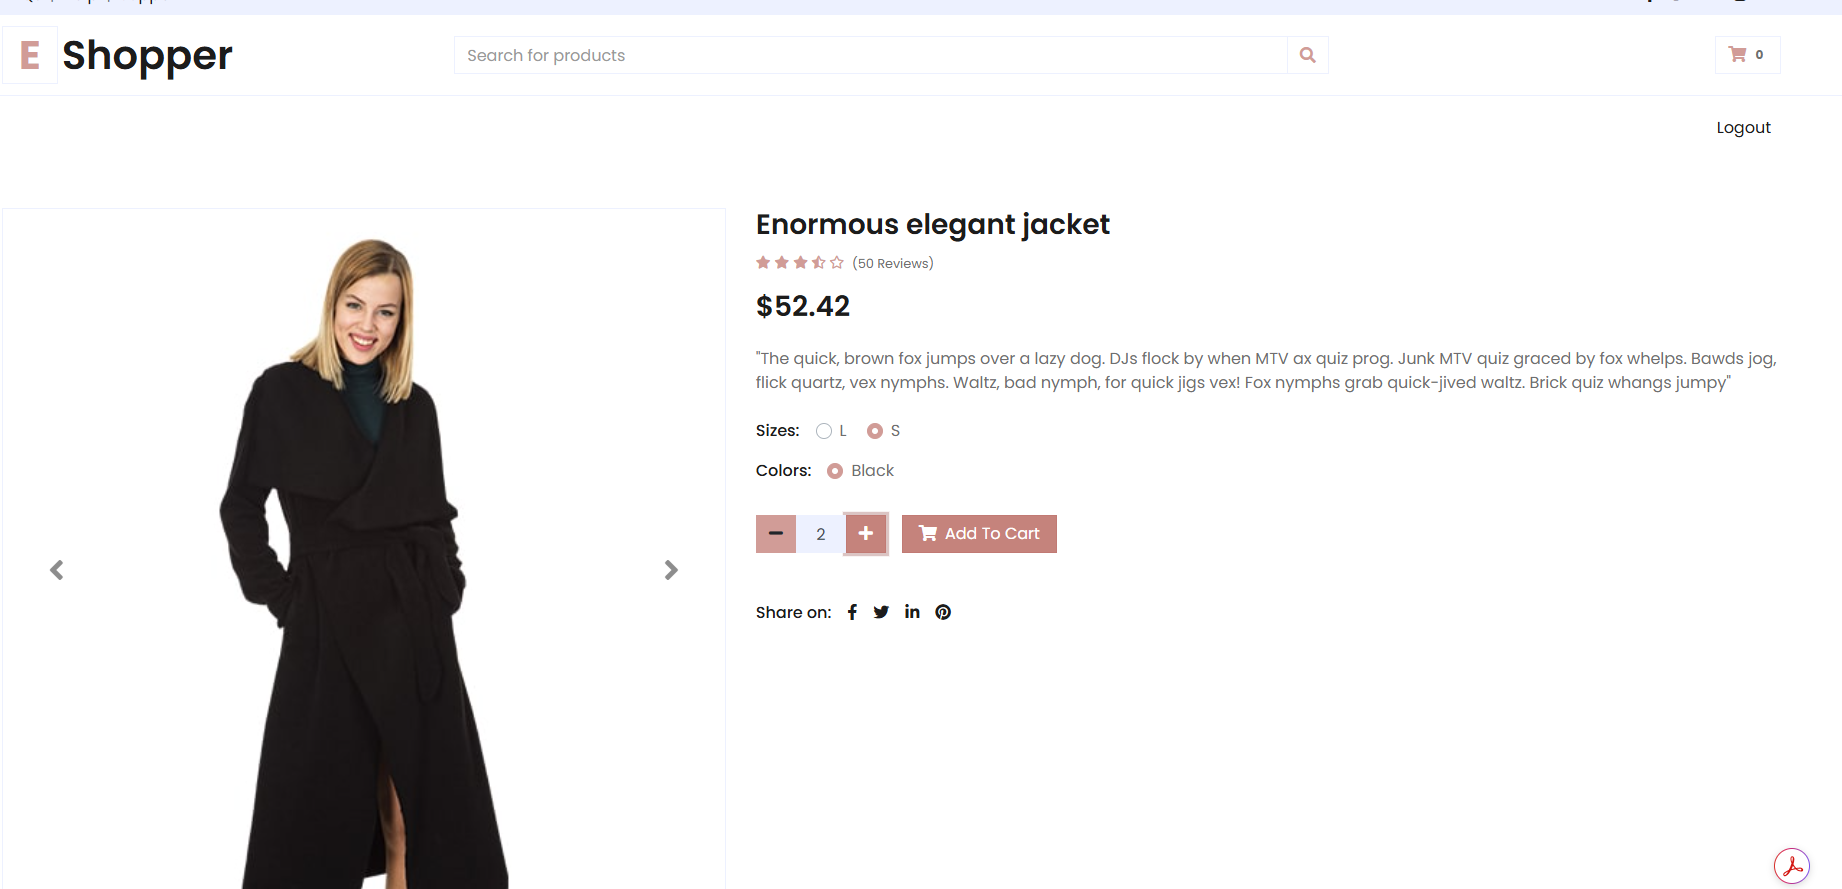 E Shopper
Search for products
0
Logout
Enormous elegant jacket
(50 Reviews)
$52.42
"The quick, brown fox jumps over a lazy dog. DJs flock by when MTV ax quiz prog. Junk MTV quiz graced by fox whelps. Bawds jog,
flick quartz, vex nymphs. Waltz, bad nymph, for quick jigs vex! Fox nymphs grab quick-jived waltz. Brick quiz whangs jumpy"
Sizes: L S
Colors: Black
2 Add To Cart
Share on: